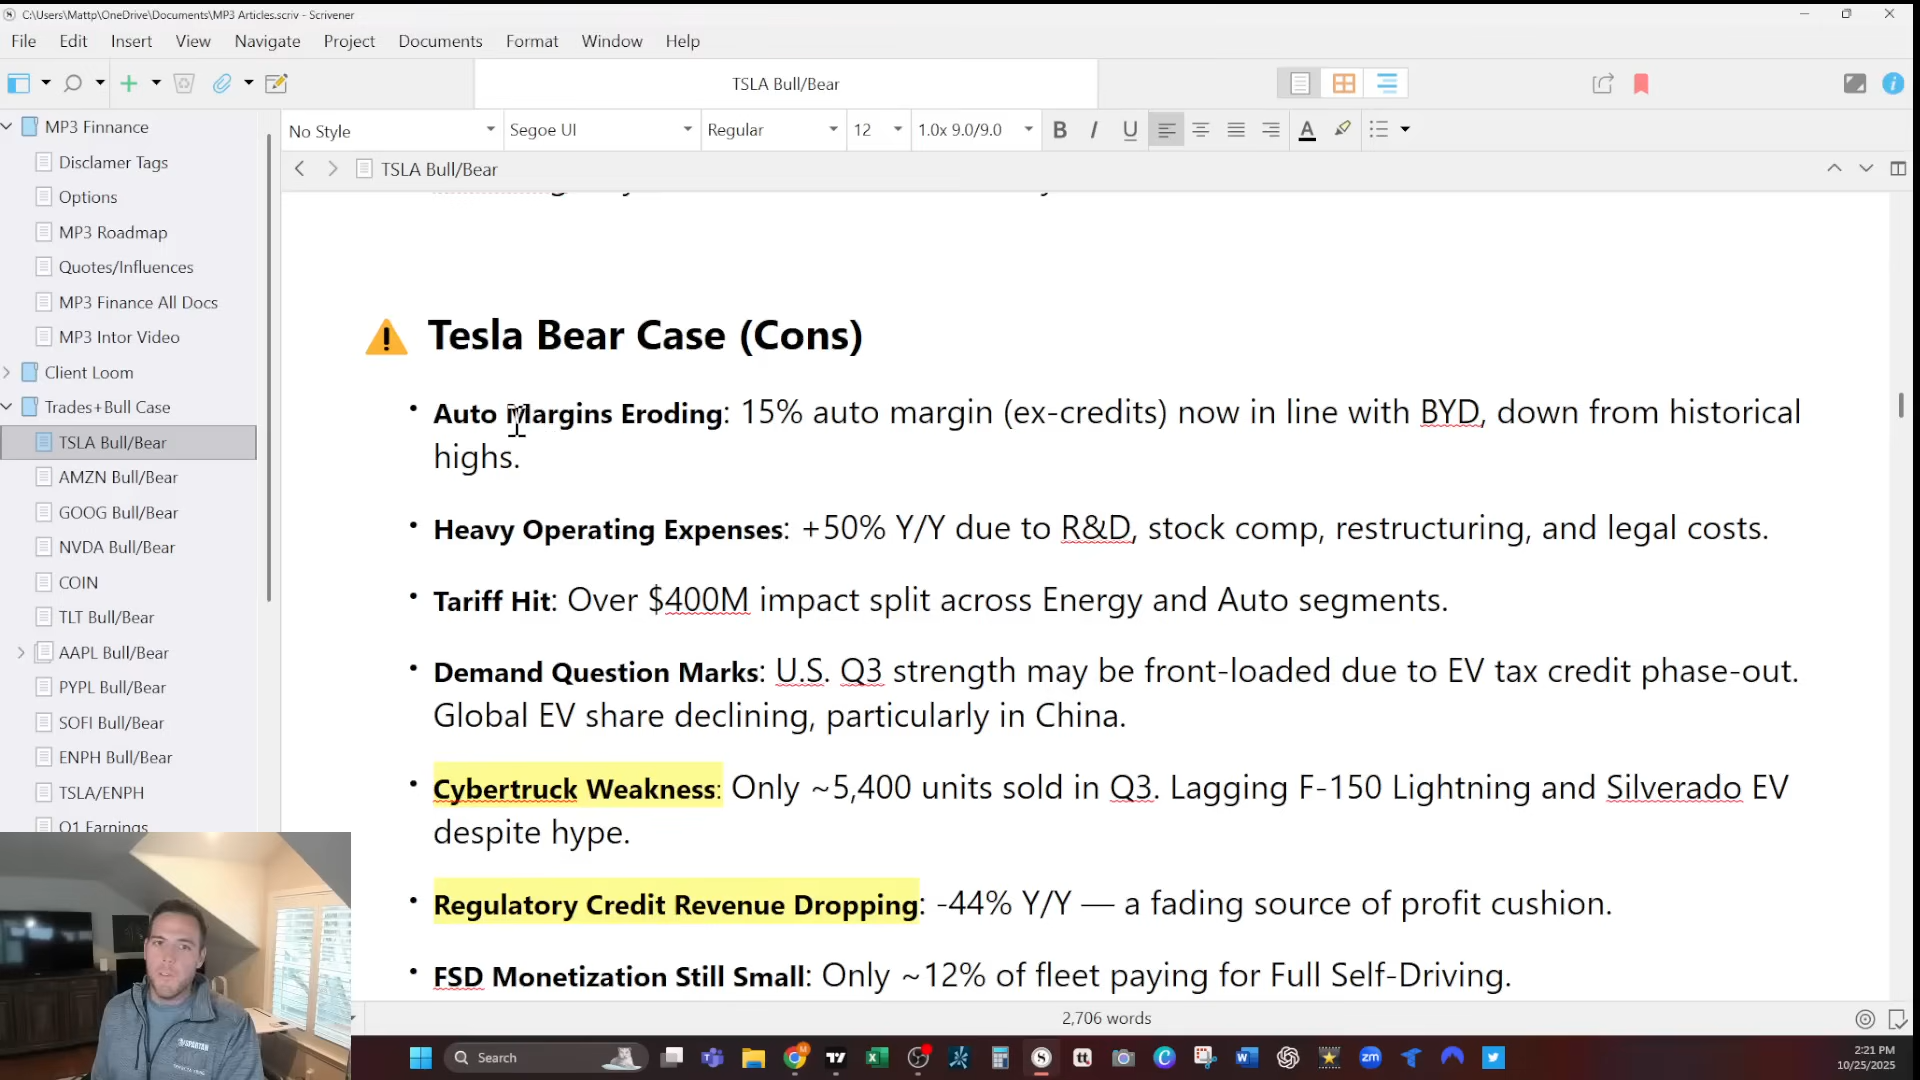 C:\Users\Mattp\OneDrive\Documents\MP3 Articles.scriv - Scrivener
File Edit Insert View Navigate Project Documents Format Window Help
TSLA Bull/Bear
No Style Segoe UI Regular 12 1.0x 9.0/9.0 B I U A
TSLA Bull/Bear
MP3 Finnance
Disclamer Tags
Options
MP3 Roadmap
Quotes/Influences
MP3 Finance All Docs
MP3 Intor Video
Client Loom
Trades+Bull Case
TSLA Bull/Bear
AMZN Bull/Bear
GOOG Bull/Bear
NVDA Bull/Bear
COIN
TLT Bull/Bear
AAPL Bull/Bear
PYPL Bull/Bear
SOFI Bull/Bear
ENPH Bull/Bear
TSLA/ENPH
Q1 Earnings
Tesla Bear Case (Cons)
• Auto Margins Eroding: 15% auto margin (ex-credits) now in line with BYD, down from historical
highs.
• Heavy Operating Expenses: +50% Y/Y due to R&D, stock comp, restructuring, and legal costs.
• Tariff Hit: Over $400M impact split across Energy and Auto segments.
• Demand Question Marks: U.S. Q3 strength may be front-loaded due to EV tax credit phase-out.
Global EV share declining, particularly in China.
• Cybertruck Weakness: Only ~5,400 units sold in Q3. Lagging F-150 Lightning and Silverado EV
despite hype.
• Regulatory Credit Revenue Dropping: -44% Y/Y — a fading source of profit cushion.
• FSD Monetization Still Small: Only ~12% of fleet paying for Full Self-Driving.
2,706 words
Search
2:21 PM
10/25/2025